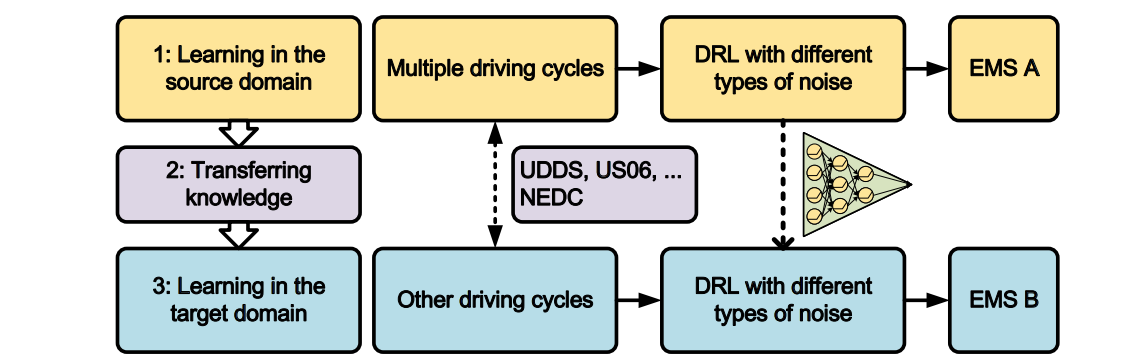 1: Learning in the
source domain
Multiple driving cycles
DRL with different
types of noise
EMS A
2: Transferring
knowledge
UDDS, US06, ...
NEDC
3: Learning in the
target domain
Other driving cycles
DRL with different
types of noise
EMS B